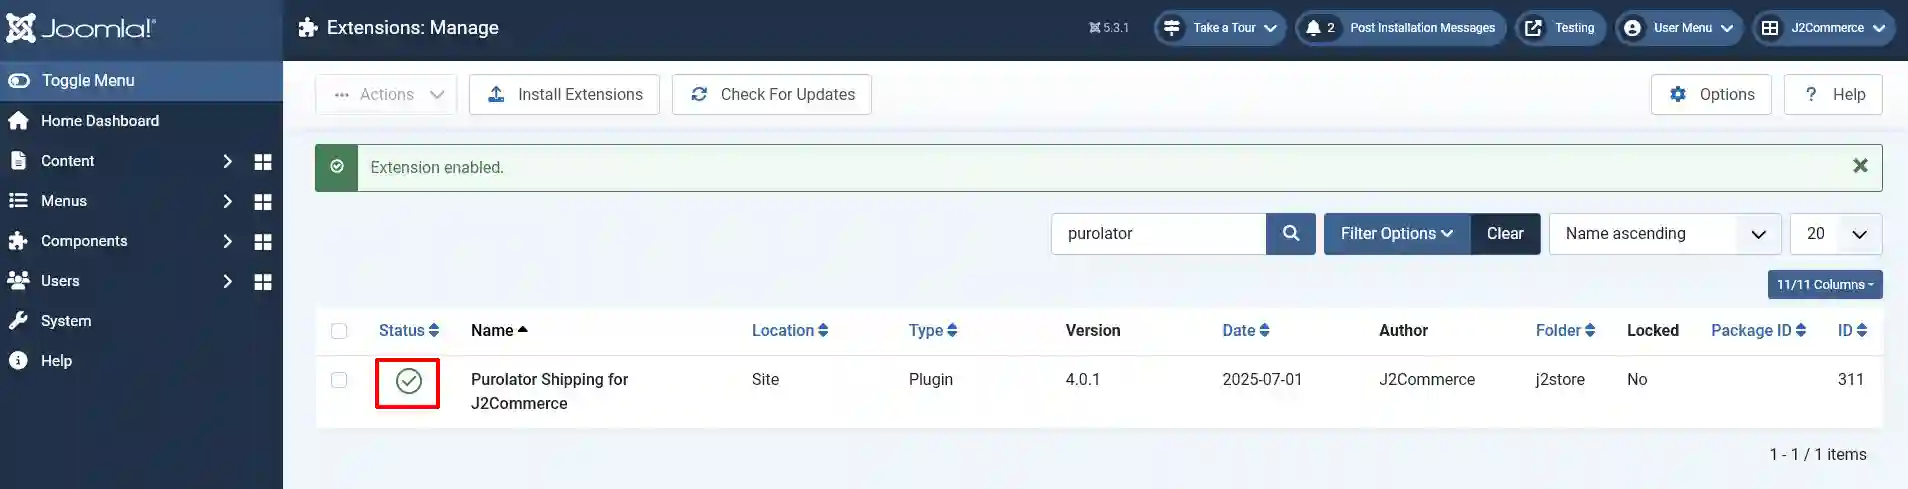 Joomla!®
Extensions: Manage
5.3.1
Take a Tour
2
Post Installation Messages
Testing
User Menu
J2Commerce
Toggle Menu
Home Dashboard
Content
Menus
Components
Users
System
Help
... Actions
Install Extensions
Check For Updates
Options
? Help
Extension enabled.
purolator
Filter Options
Clear
Name ascending
20
11/11 Columns
Status Name Location Type Version Date Author Folder Locked Package ID ID
Purolator Shipping for Site Plugin 4.0.1 2025-07-01 J2Commerce j2store No 311
J2Commerce
1 - 1 / 1 items